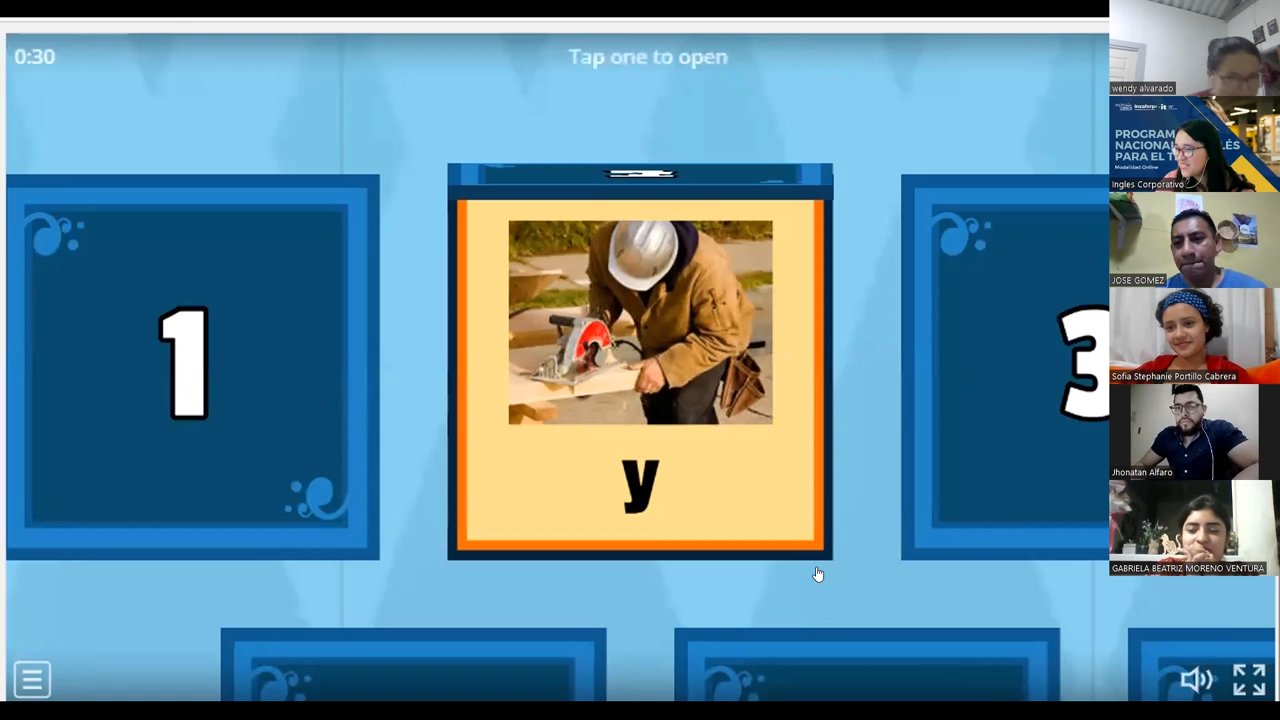 0:30
Tap one to open
1
y
3
wendy alvarado
PROGRAM
NACIONAL
ÉS
PARA EL T
Modalidad Online
Ingles Corporativo
JOSE GOMEZ
Sofia Stephanie Portillo Cabrera
Jhonatan Alfaro
GABRIELA BEATRIZ MORENO VENTURA